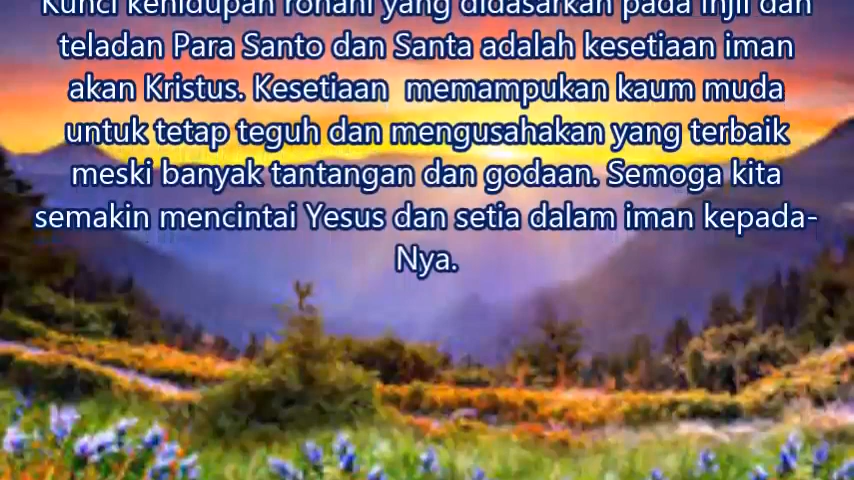 Kunci kehidupan rohani yang didasarkan pada Injil dan
teladan Para Santo dan Santa adalah kesetiaan iman
akan Kristus. Kesetiaan  memampukan kaum muda
untuk tetap teguh dan mengusahakan yang terbaik
meski banyak tantangan dan godaan. Semoga kita
semakin mencintai Yesus dan setia dalam iman kepada-
Nya.